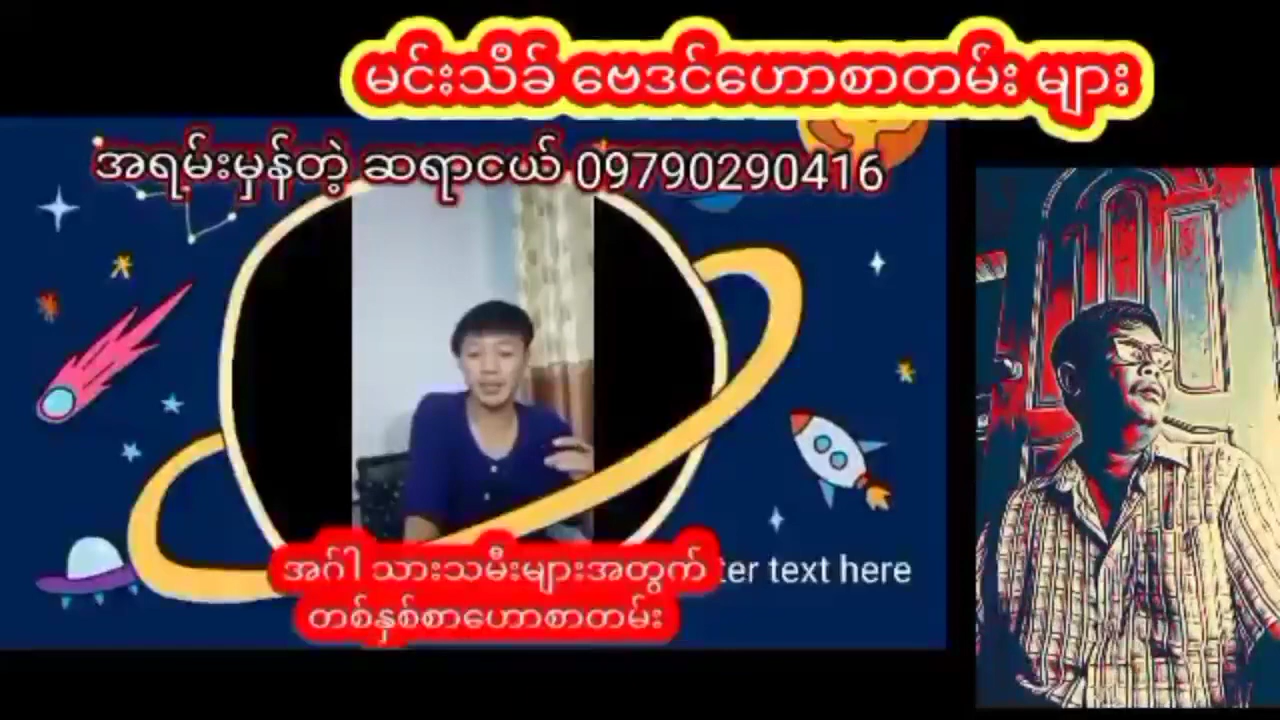 မင်းသိခ် ဗေဒင်ဟောစာတမ်း များ
အရမ်းမှန်တဲ့ ဆရာငယ် 09790290416
အင်္ဂါ သားသမီးများအတွက်
ter text here
တစ်နှစ်စာဟောစာတမ်း